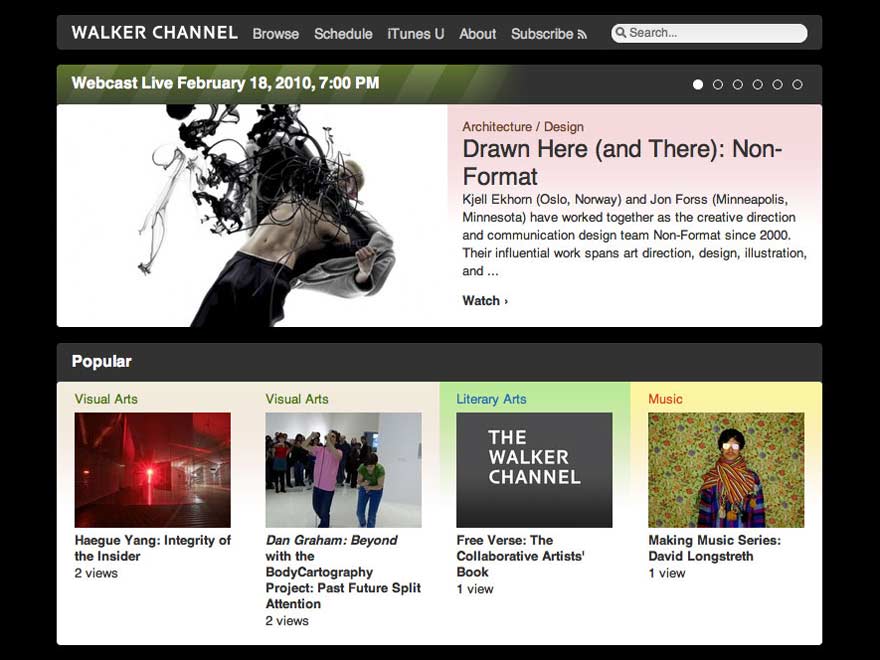 WALKER CHANNEL Browse Schedule iTunes U About Subscribe Search...
Webcast Live February 18, 2010, 7:00 PM
Architecture / Design
Drawn Here (and There): Non-
Format
Kjell Ekhorn (Oslo, Norway) and Jon Forss (Minneapolis,
Minnesota) have worked together as the creative direction
and communication design team Non-Format since 2000.
Their influential work spans art direction, design, illustration,
and ...
Watch ›
Popular
Visual Arts
Haegue Yang: Integrity of
the Insider
2 views
Visual Arts
Dan Graham: Beyond
with the
BodyCartography
Project: Past Future Split
Attention
2 views
Literary Arts
THE
WALKER
CHANNEL
Free Verse: The
Collaborative Artists'
Book
1 view
Music
Making Music Series:
David Longstreth
1 view